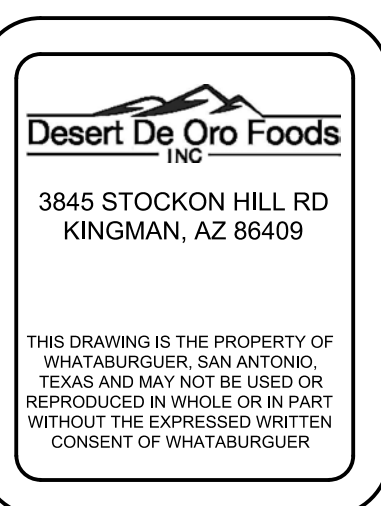 Desert De Oro Foods
INC
3845 STOCKON HILL RD
KINGMAN, AZ 86409
THIS DRAWING IS THE PROPERTY OF
WHATABURGUER, SAN ANTONIO,
TEXAS AND MAY NOT BE USED OR
REPRODUCED IN WHOLE OR IN PART
WITHOUT THE EXPRESSED WRITTEN
CONSENT OF WHATABURGUER